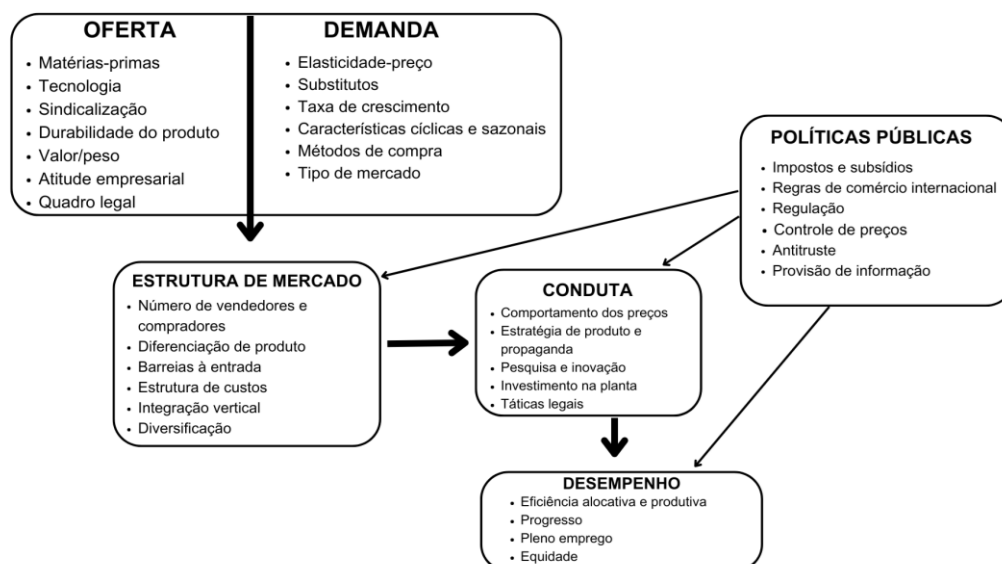 OFERTA
Matérias-primas
Tecnologia
Sindicalização
Durabilidade do produto
Valor/peso
Atitude empresarial
Quadro legal
DEMANDA
Elasticidade-preço
Substitutos
Taxa de crescimento
Características cíclicas e sazonais
Métodos de compra
Tipo de mercado
POLÍTICAS PÚBLICAS
Impostos e subsídios
Regras de comércio internacional
Regulação
Controle de preços
Antitruste
Provisão de informação
ESTRUTURA DE MERCADO
Número de vendedores e
compradores
Diferenciação de produto
Barreias à entrada
Estrutura de custos
Integração vertical
Diversificação
CONDUTA
Comportamento dos preços
Estratégia de produto e
propaganda
Pesquisa e inovação
Investimento na planta
Táticas legais
DESEMPENHO
Eficiência alocativa e produtiva
Progresso
Pleno emprego
Equidade